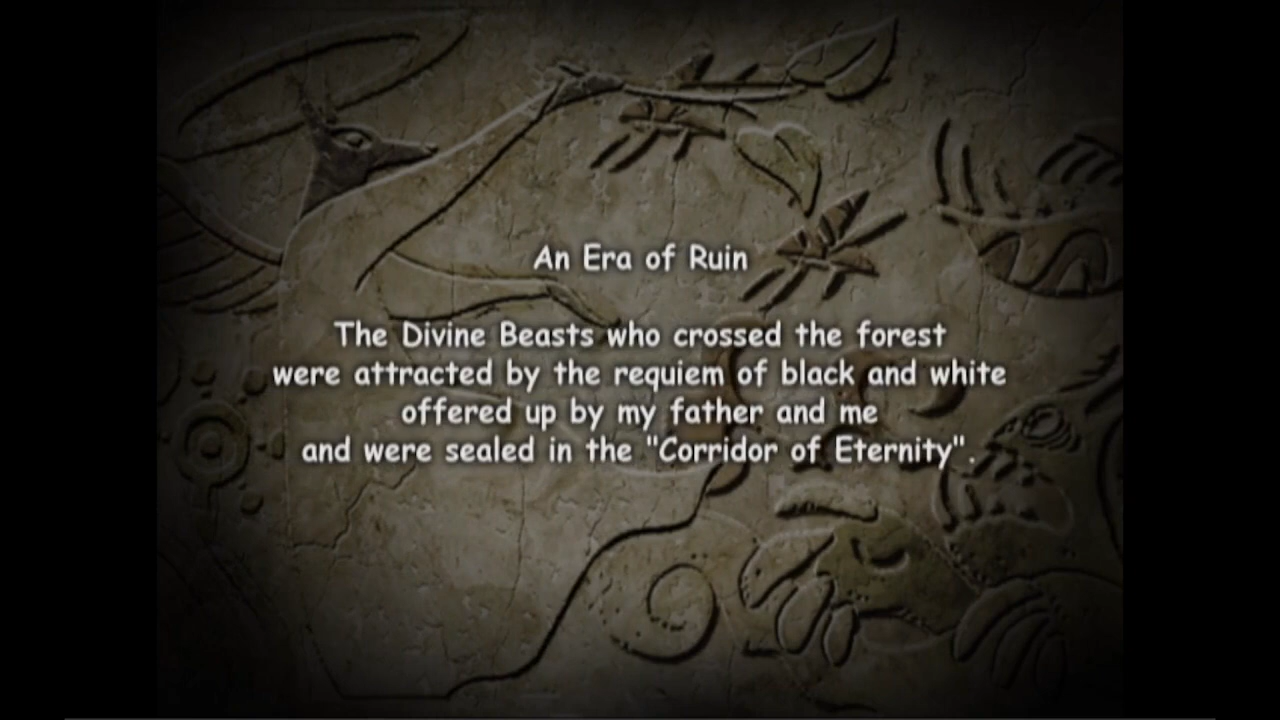 An Era of Ruin
The Divine Beasts who crossed the forest
were attracted by the requiem of black and white
offered up by my father and me
and were sealed in the "Corridor of Eternity".